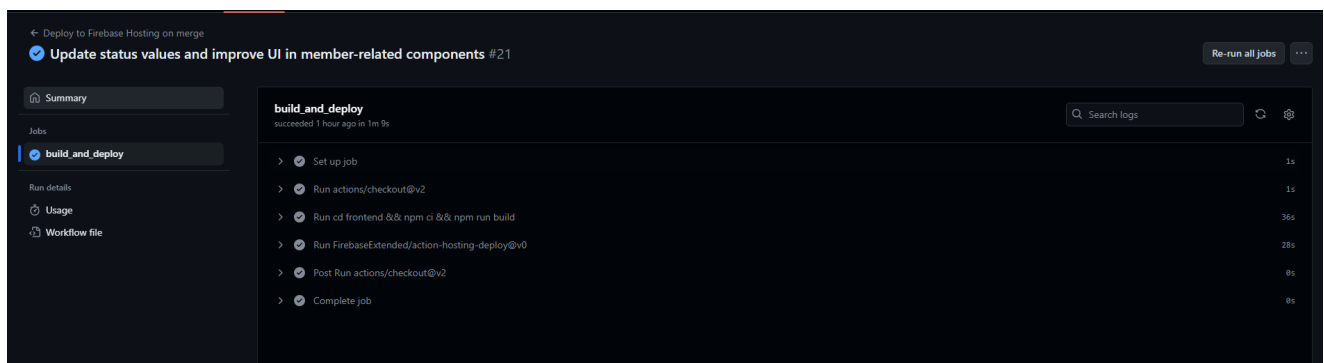 ← Deploy to Firebase Hosting on merge
Update status values and improve UI in member-related components #21
Re-run all jobs ...
Summary
Jobs
build_and_deploy
Run details
Usage
Workflow file
build_and_deploy
succeeded 1 hour ago in 1m 9s
Search logs
Set up job 1s
Run actions/checkout@v2 1s
Run cd frontend && npm ci && npm run build 36s
Run FirebaseExtended/action-hosting-deploy@v0 28s
Post Run actions/checkout@v2 0s
Complete job 0s